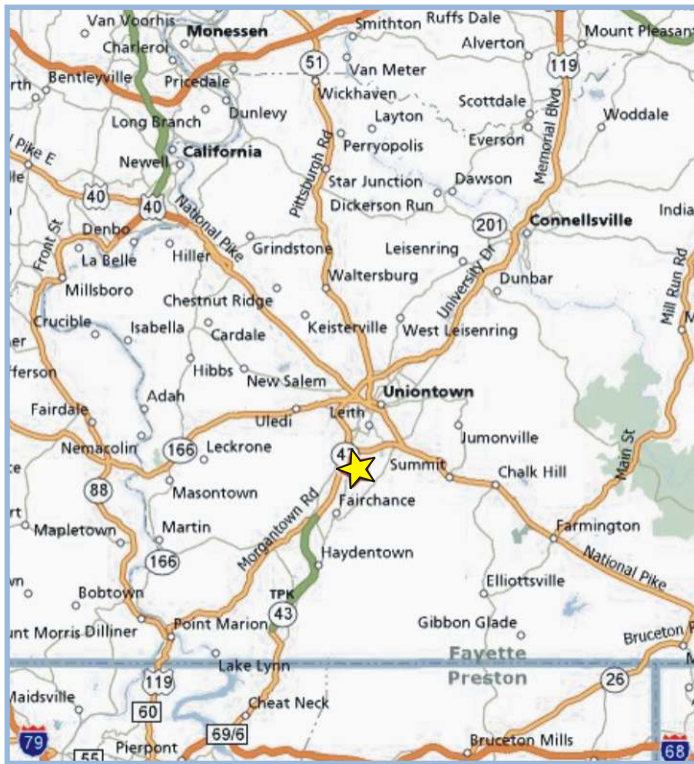 Van Voorhis
Monessen
Smithton
Ruffs Dale
Charleroi
51
Alverton
Mount Pleasant
Bentleyville
Pricedale
Van Meter
119
Wickhaven
Dunlevy
Scottdale
Long Branch
Layton
Woddale
Perryopolis
Everson
Memorial Blvd
California
Newell
Pike E
Pittsburgh Rd
Star Junction
Dawson
40
40
National Pike
Dickerson Run
201
Connellsville
India
Front St
Denbo
Grindstone
Leisenring
La Belle
Hiller
University Dr
Mill Run Rd
Millsboro
Waltersburg
Dunbar
Chestnut Ridge
Crucible
Isabella
Cardale
Keisterville
West Leisenring
Hibbs
New Salem
efferson
Adah
Uniontown
Fairdale
Uledi
Leith
Nemacolin
166
Leckrone
Jumonville
Main St
Summit
Chalk Hill
88
Masontown
Fairchance
Morgantown Rd
Mapletown
Martin
Farmington
166
Haydentown
National Pike
Bobtown
TPK
43
Elliottsville
unt Morris
Dilliner
Point Marion
Gibbon Glade
Bruceton
Fayette
Lake Lynn
Preston
119
26
Maidsville
60
Cheat Neck
79
69/6
Pierpont
Bruceton Mills
68